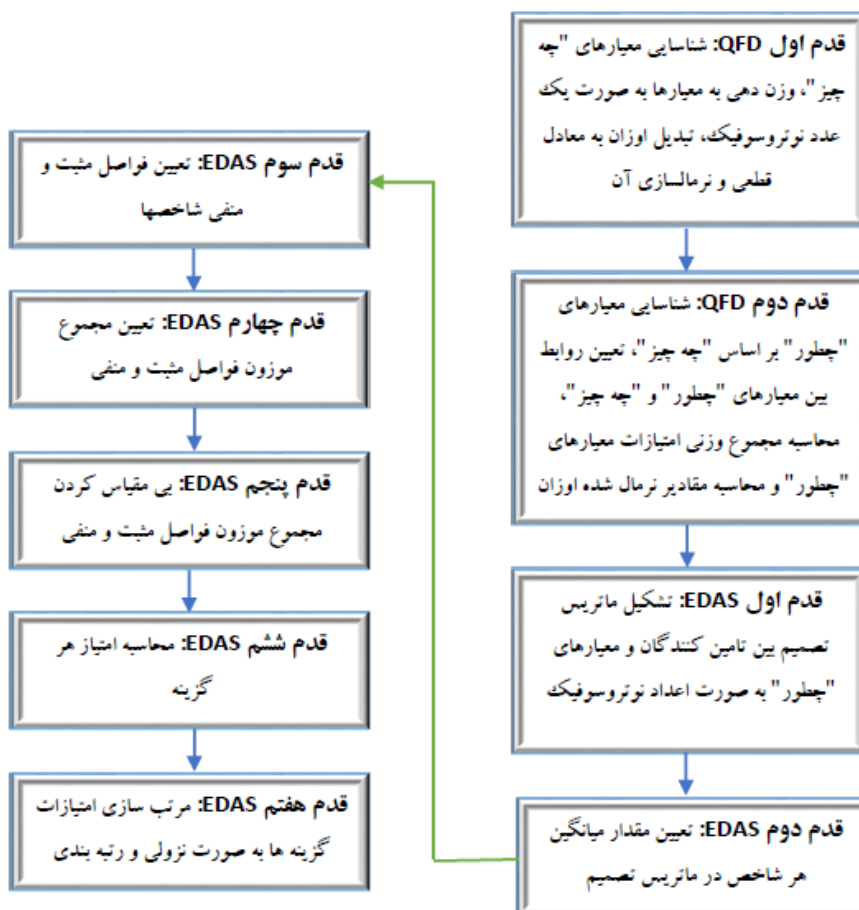 قدم اول QFD: شناسایی معیارهای "چه
چیز"، وزن دهی به معیارها به صورت یک
عدد نوتروسوفیک، تبدیل اوزان به معادل
قطعی و نرمالسازی آن
قدم دوم QFD: شناسایی معیارهای
"چطور" بر اساس "چه چیز"، تعیین روابط
بین معیارهای "چطور" و "چه چیز"،
محاسبه مجموع وزنی امتیازات معیارهای
"چطور" و محاسبه مقادیر نرمال شده اوزان
قدم اول EDAS: تشکیل ماتریس
تصمیم بین تامین کنندگان و معیارهای
"چطور" به صورت اعداد نوتروسوفیک
قدم دوم EDAS: تعیین مقدار میانگین
هر شاخص در ماتریس تصمیم
قدم سوم EDAS: تعیین فراصل مثبت و
منفی شاخصها
قدم چهارم EDAS: تعیین مجموع
موزون فراصل مثبت و منفی
قدم پنجم EDAS: بی مقیاس کردن
مجموع موزون فراصل مثبت و منفی
قدم ششم EDAS: محاسبه امتیاز هر
گزینه
قدم هفتم EDAS: مرتب سازی امتیازات
گزینه ها به صورت نزولی و رتبه بندی